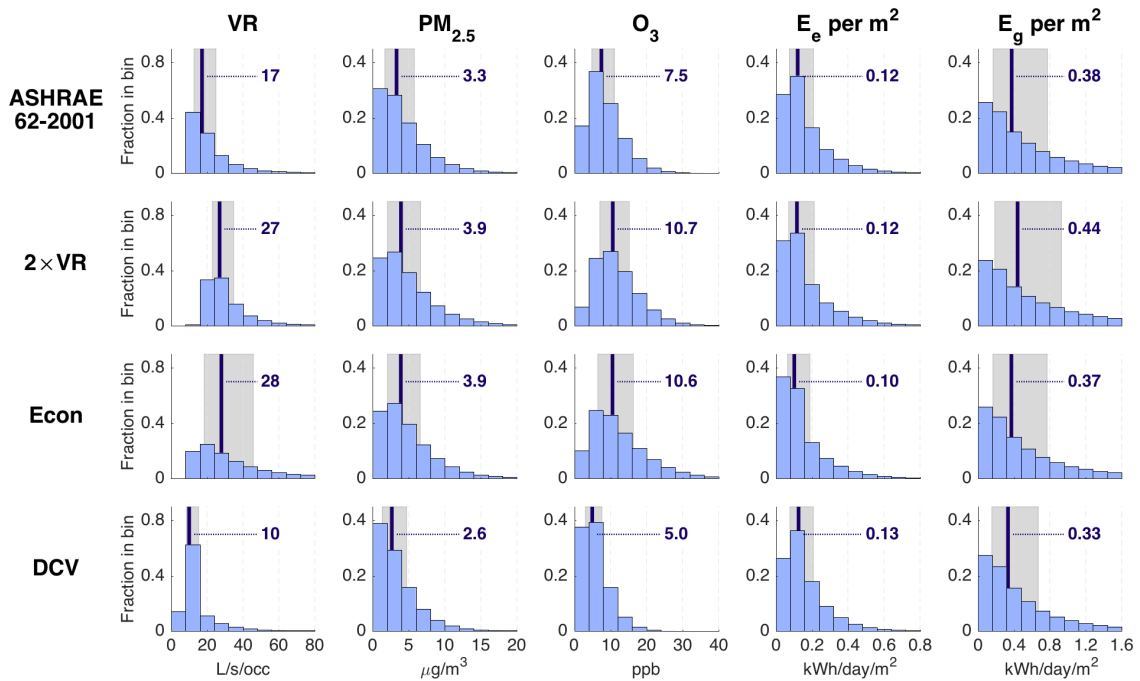 VR PM2.5 O3 Ee per m2 Eg per m2
ASHRAE
62-2001
Fraction in bin
0.8 0.4 0
17
0.4 0.2 0
3.3
0.4 0.2 0
7.5
0.4 0.2 0
0.12
0.4 0.2 0
0.38
2×VR
Fraction in bin
0.8 0.4 0
27
0.4 0.2 0
3.9
0.4 0.2 0
10.7
0.4 0.2 0
0.12
0.4 0.2 0
0.44
Econ
Fraction in bin
0.8 0.4 0
28
0.4 0.2 0
3.9
0.4 0.2 0
10.6
0.4 0.2 0
0.10
0.4 0.2 0
0.37
DCV
Fraction in bin
0.8 0.4 0
10
0.4 0.2 0
2.6
0.4 0.2 0
5.0
0.4 0.2 0
0.13
0.4 0.2 0
0.33
0 20 40 60 80
L/s/occ
0 5 10 15 20
μg/m3
0 10 20 30 40
ppb
0 0.2 0.4 0.6 0.8
kWh/day/m2
0 0.4 0.8 1.2 1.6
kWh/day/m2